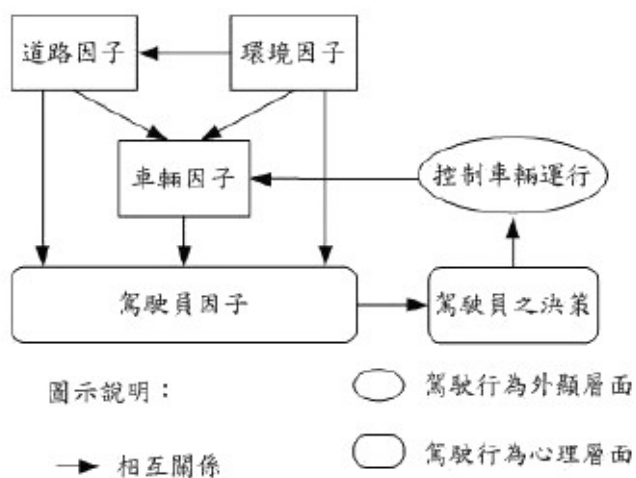 道路因子
環境因子
車輛因子
控制車輛運行
駕駛員因子
駕駛員之決策
圖示說明：
駕駛行為外顯層面
相互關係
駕駛行為心理層面